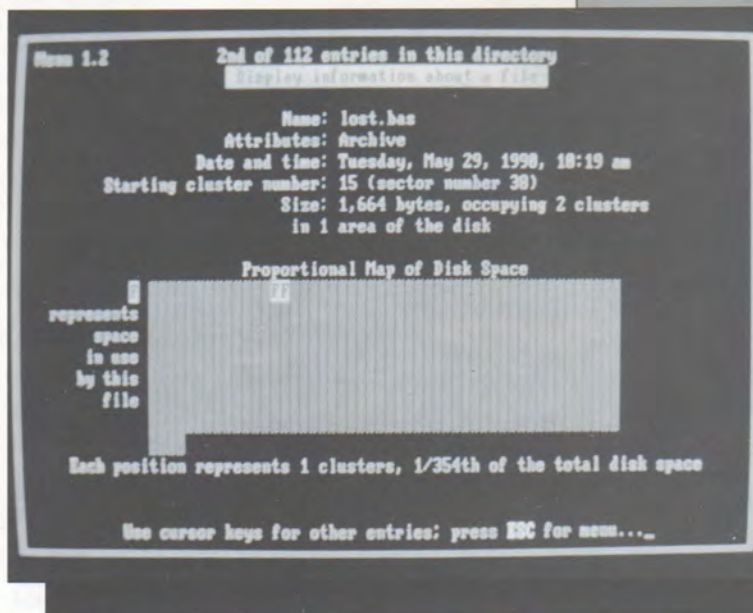 Menu 1.2
2nd of 112 entries in this directory
Display information about a file
Name: lost.bas
Attributes: Archive
Date and time: Tuesday, May 29, 1990, 10:19 am
Starting cluster number: 15 (sector number 38)
Size: 1,664 bytes, occupying 2 clusters
in 1 area of the disk
Proportional Map of Disk Space
represents
space
in use
by this
file
Each position represents 1 clusters, 1/354th of the total disk space
Use cursor keys for other entries; press ESC for menu..._